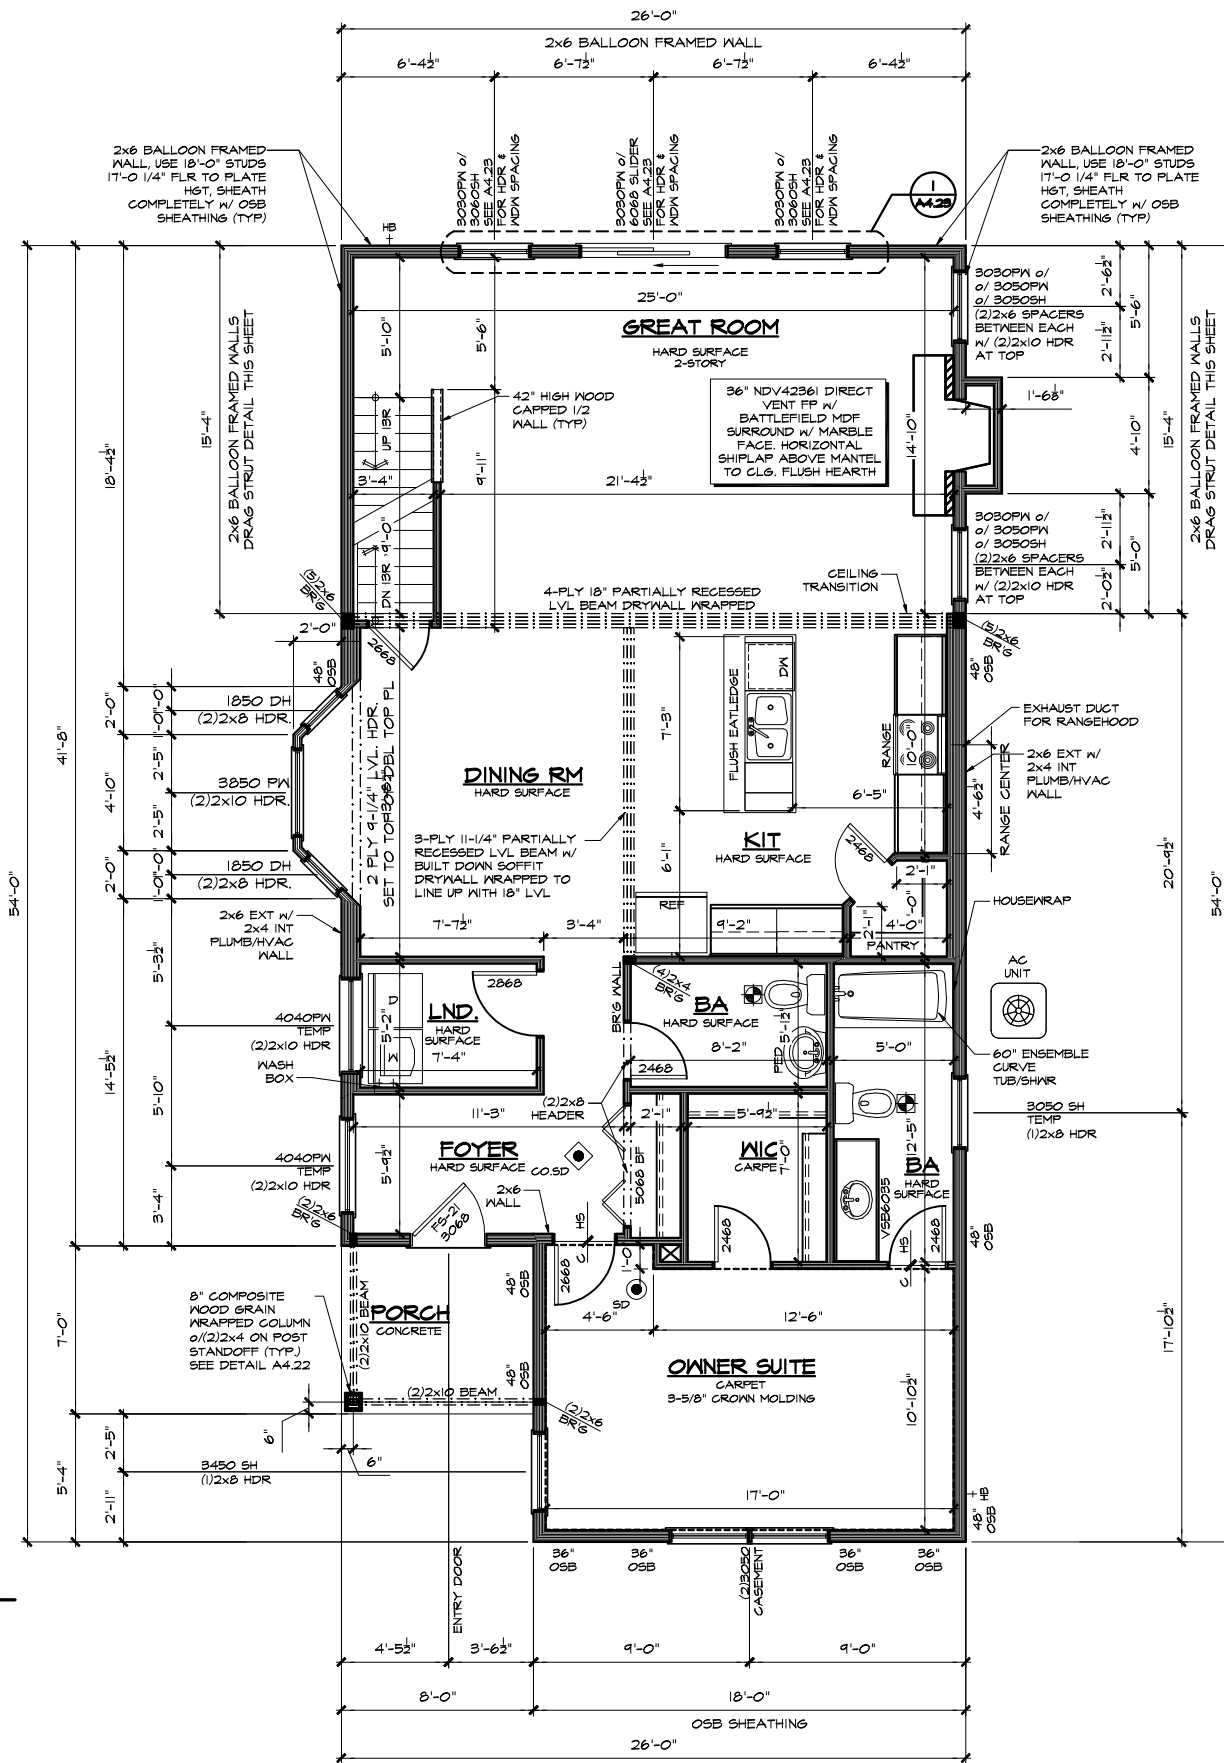 26'-0"
2x6 BALLOON FRAMED WALL
6'-4½"
6'-7½"
6'-7½"
6'-4½"
2x6 BALLOON FRAMED
WALL, USE 18'-0" STUDS
17'-0 1/4" FLR TO PLATE
HGT, SHEATH
COMPLETELY W/ OSB
SHEATHING (TYP)
3030PW o/
3060SH
SEE A4.23
FOR HDR &
WDW SPACING
3030PW o/
6068 SLIDER
SEE A4.23
FOR HDR &
WDW SPACING
3030PW o/
3060SH
SEE A4.23
FOR HDR &
WDW SPACING
1
A4.23
2x6 BALLOON FRAMED
WALL, USE 18'-0" STUDS
17'-0 1/4" FLR TO PLATE
HGT, SHEATH
COMPLETELY W/ OSB
SHEATHING (TYP)
HB
25'-0"
GREAT ROOM
HARD SURFACE
2-STORY
5'-10"
5'-6"
3030PW o/
o/ 3050PW
o/ 3050SH
(2)2x6 SPACERS
BETWEEN EACH
W/ (2)2x10 HDR
AT TOP
2'-6½"
2'-11½"
5'-6"
2x6 BALLOON FRAMED WALLS
DRAG STRUT DETAIL THIS SHEET
15'-4"
18'-4½"
42" HIGH WOOD
CAPPED 1/2
WALL (TYP)
36" NDV42361 DIRECT
VENT FP W/
BATTLEFIELD MDF
SURROUND W/ MARBLE
FACE. HORIZONTAL
SHIPLAP ABOVE MANTEL
TO CLG. FLUSH HEARTH
14'-10"
4'-10"
15'-4"
2x6 BALLOON FRAMED WALLS
DRAG STRUT DETAIL THIS SHEET
UP 13R
3'-4"
9'-11"
21'-4½"
DN 13R
9'-0"
3030PW o/
o/ 3050PW
o/ 3050SH
(2)2x6 SPACERS
BETWEEN EACH
W/ (2)2x10 HDR
AT TOP
2'-11½"
2'-0½"
5'-0"
(5)2x6
BR'G
4-PLY 18" PARTIALLY RECESSED
LVL BEAM DRYWALL WRAPPED
CEILING
TRANSITION
(5)2x6
BR'G
2'-0"
2668
48"
OSB
48"
OSB
1850 DH
(2)2x8 HDR.
3850 PW
(2)2x10 HDR.
1850 DH
(2)2x8 HDR.
2'-0"
4'-10"
2'-0"
1'-0"
2'-5"
2'-5"
1'-0"
41'-8"
54'-0"
2 PLY 9-1/4" LVL. HDR.
DINING RM
HARD SURFACE
3-PLY 11-1/4" PARTIALLY
RECESSED LVL BEAM W/
BUILT DOWN SOFFIT
DRYWALL WRAPPED TO
LINE UP WITH 18" LVL
7'-3"
FLUSH EATLEDGE
DW
RANGE
6'-5"
KIT
HARD SURFACE
6'-1"
EXHAUST DUCT
FOR RANGEHOOD
2x6 EXT W/
2x4 INT
PLUMB/HVAC
WALL
4'-6½"
RANGE CENTER
20'-9½"
54'-0"
2468
2'-1"
HOUSEWRAP
2x6 EXT W/
2x4 INT
PLUMB/HVAC
WALL
7'-7½"
3'-4"
REF
9'-2"
2'-1"
4'-0"
PANTRY
5'-3½"
14'-5½"
4040PW
TEMP
(2)2x10 HDR
WASH
BOX
2868
LND.
HARD
SURFACE
7'-4"
5'-2"
D
W
BR'G WALL
(4)2x4
BR'G
BA
HARD SURFACE
8'-2"
2468
PED
5'-1½"
5'-0"
AC
UNIT
60" ENSEMBLE
CURVE
TUB/SHWR
5'-10"
(2)2x8
HEADER
11'-3"
2'-1"
5'-9½"
3050 SH
TEMP
(1)2x8 HDR
4040PW
TEMP
(2)2x10 HDR
5'-9½"
FOYER
HARD SURFACE
CO.SD
5068 BF
WIC
7'-0"
12'-5"
BA
HARD
SURFACE
VSB6035
3'-4"
(2)2x6
BR'G
FS-21
3068
2x6
WALL
C
HS
2468
2468
C
HS
48"
OSB
8" COMPOSITE
WOOD GRAIN
WRAPPED COLUMN
o/(2)2x4 ON POST
STANDOFF (TYP.)
SEE DETAIL A4.22
(2)2x10 BEAM
PORCH
CONCRETE
48"
OSB
2668
1'-0"
SD
4'-6"
12'-6"
7'-0"
48"
OSB
OWNER SUITE
CARPET
3-5/8" CROWN MOLDING
10'-10½"
17'-10½"
(2)2x10 BEAM
(2)2x6
BR'G
6"
6"
2'-5"
5'-4"
2'-11"
3450 SH
(1)2x8 HDR
17'-0"
HB
48"
OSB
36"
OSB
36"
OSB
(2)3050
CASEMENT
36"
OSB
36"
OSB
ENTRY DOOR
4'-5½"
3'-6½"
9'-0"
9'-0"
8'-0"
18'-0"
OSB SHEATHING
26'-0"